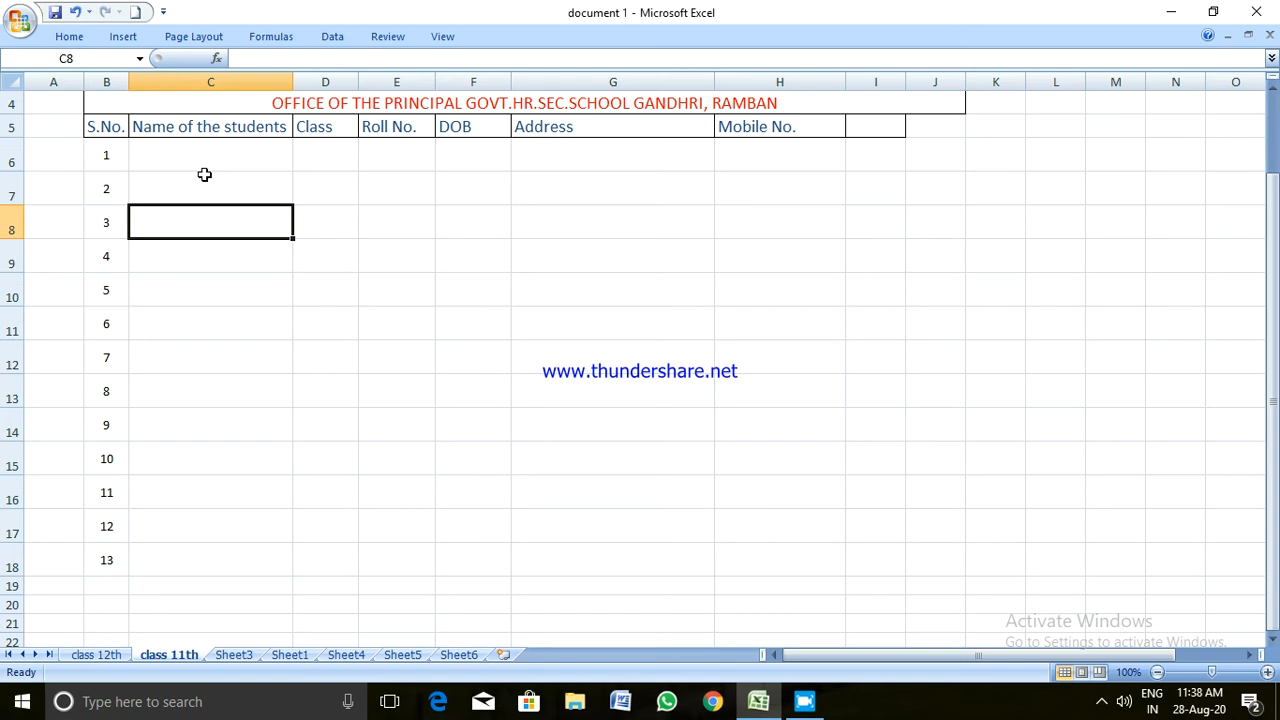 document 1 - Microsoft Excel
Home Insert Page Layout Formulas Data Review View
C8 fx
A B C D E F G H I J K L M N O
4 OFFICE OF THE PRINCIPAL GOVT.HR.SEC.SCHOOL GANDHRI, RAMBAN
5 S.No. Name of the students Class Roll No. DOB Address Mobile No.
6 1
7 2
8 3
9 4
10 5
11 6
12 7
www.thundershare.net
13 8
14 9
15 10
16 11
17 12
18 13
19
20
21
22
Activate Windows
Go to Settings to activate Windows.
class 12th class 11th Sheet3 Sheet1 Sheet4 Sheet5 Sheet6
Ready 100%
Type here to search
ENG 11:38 AM
IN 28-Aug-20 2